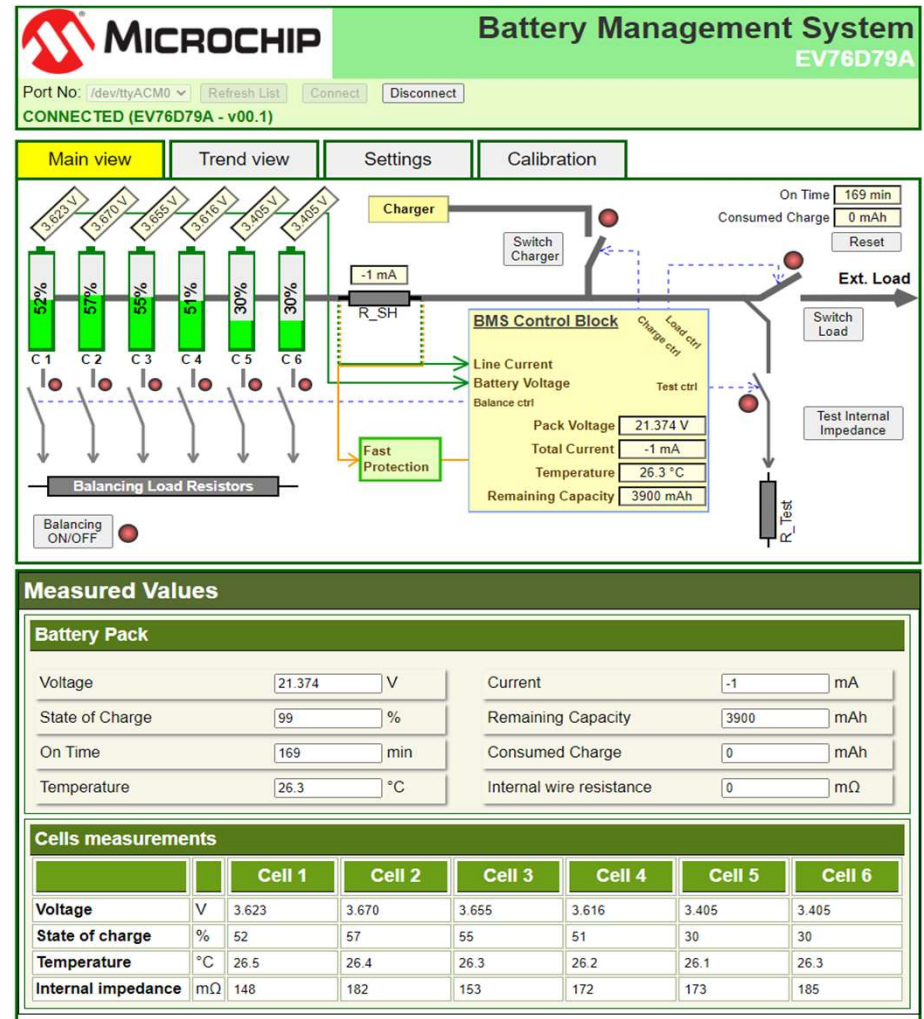 MICROCHIP
Battery Management System
EV76D79A
Port No: /dev/ttyACM0 Refresh List Connect Disconnect
CONNECTED (EV76D79A - v00.1)
Main view Trend view Settings Calibration
3.623 V 3.670 V 3.655 V 3.616 V 3.405 V 3.405 V
Charger
On Time 169 min
Consumed Charge 0 mAh
Reset
Switch Charger
52% 57% 55% 51% 30% 30%
-1 mA
R_SH
Ext. Load
Switch Load
C 1 C 2 C 3 C 4 C 5 C 6
BMS Control Block
Charge ctrl
Load ctrl
Line Current
Battery Voltage
Test ctrl
Balance ctrl
Pack Voltage 21.374 V
Total Current -1 mA
Temperature 26.3 °C
Remaining Capacity 3900 mAh
Test Internal
Impedance
Fast
Protection
Balancing Load Resistors
R_Test
Balancing
ON/OFF
Measured Values
Battery Pack
Voltage 21.374 V Current -1 mA
State of Charge 99 % Remaining Capacity 3900 mAh
On Time 169 min Consumed Charge 0 mAh
Temperature 26.3 °C Internal wire resistance 0 mΩ
Cells measurements
Cell 1 Cell 2 Cell 3 Cell 4 Cell 5 Cell 6
Voltage V 3.623 3.670 3.655 3.616 3.405 3.405
State of charge % 52 57 55 51 30 30
Temperature °C 26.5 26.4 26.3 26.2 26.1 26.3
Internal impedance mΩ 148 182 153 172 173 185